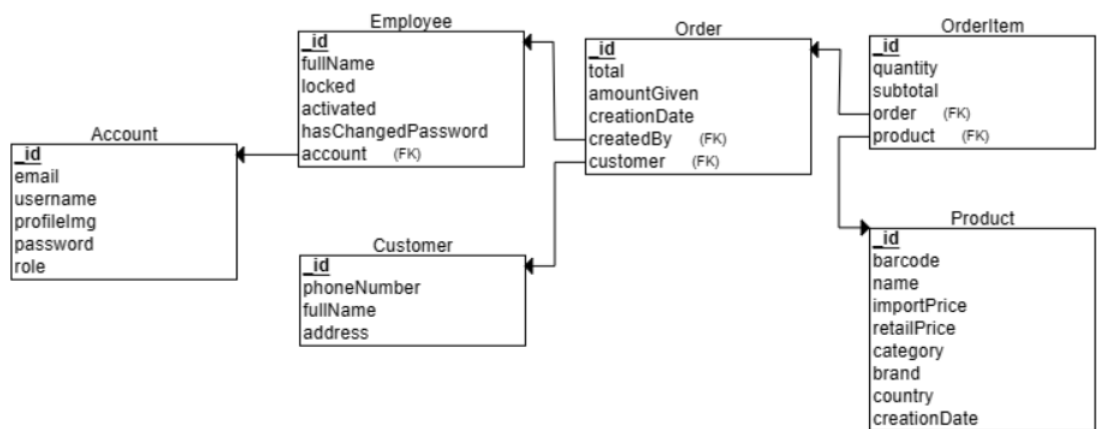 Employee
_id
fullName
locked
activated
hasChangedPassword
account (FK)
Order
_id
total
amountGiven
creationDate
createdBy (FK)
customer (FK)
OrderItem
_id
quantity
subtotal
order (FK)
product (FK)
Account
_id
email
username
profileImg
password
role
Customer
_id
phoneNumber
fullName
address
Product
_id
barcode
name
importPrice
retailPrice
category
brand
country
creationDate